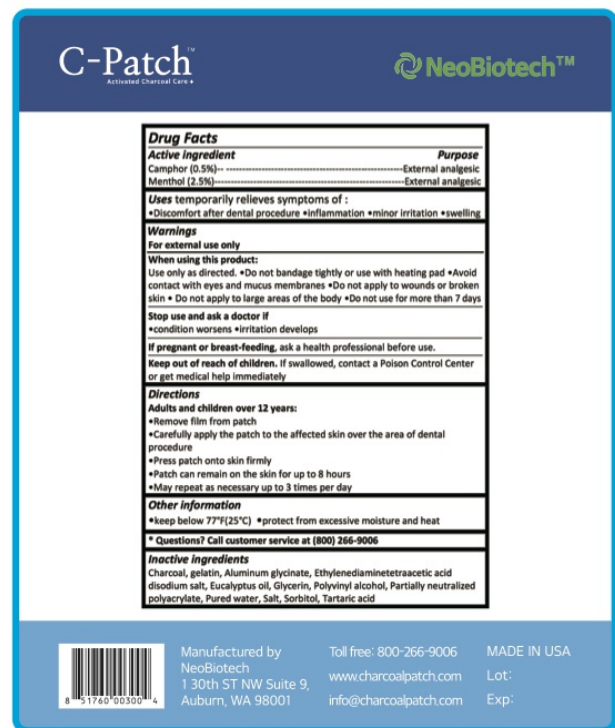 C-Patch™
Activated Charcoal Care
NeoBiotech™
Drug Facts
Active ingredient Purpose
Camphor (0.5%)-- ------------------------------------------------External analgesic
Menthol (2.5%)---------------------------------------------------External analgesic
Uses temporarily relieves symptoms of :
•Discomfort after dental procedure •inflammation •minor irritation •swelling
Warnings
For external use only
When using this product:
Use only as directed. •Do not bandage tightly or use with heating pad •Avoid
contact with eyes and mucus membranes •Do not apply to wounds or broken
skin • Do not apply to large areas of the body •Do not use for more than 7 days
Stop use and ask a doctor if
•condition worsens •irritation develops
If pregnant or breast-feeding, ask a health professional before use.
Keep out of reach of children. If swallowed, contact a Poison Control Center
or get medical help immediately
Directions
Adults and children over 12 years:
•Remove film from patch
•Carefully apply the patch to the affected skin over the area of dental
procedure
•Press patch onto skin firmly
•Patch can remain on the skin for up to 8 hours
•May repeat as necessary up to 3 times per day
Other information
•keep below 77°F(25°C) •protect from excessive moisture and heat
* Questions? Call customer service at (800) 266-9006
Inactive ingredients
Charcoal, gelatin, Aluminum glycinate, Ethylenediaminetetraacetic acid
disodium salt, Eucalyptus oil, Glycerin, Polyvinyl alcohol, Partially neutralized
polyacrylate, Pured water, Salt, Sorbitol, Tartaric acid
8 51760 00300 4
Manufactured by
NeoBiotech
1 30th ST NW Suite 9,
Auburn, WA 98001
Toll free: 800-266-9006
www.charcoalpatch.com
info@charcoalpatch.com
MADE IN USA
Lot:
Exp: